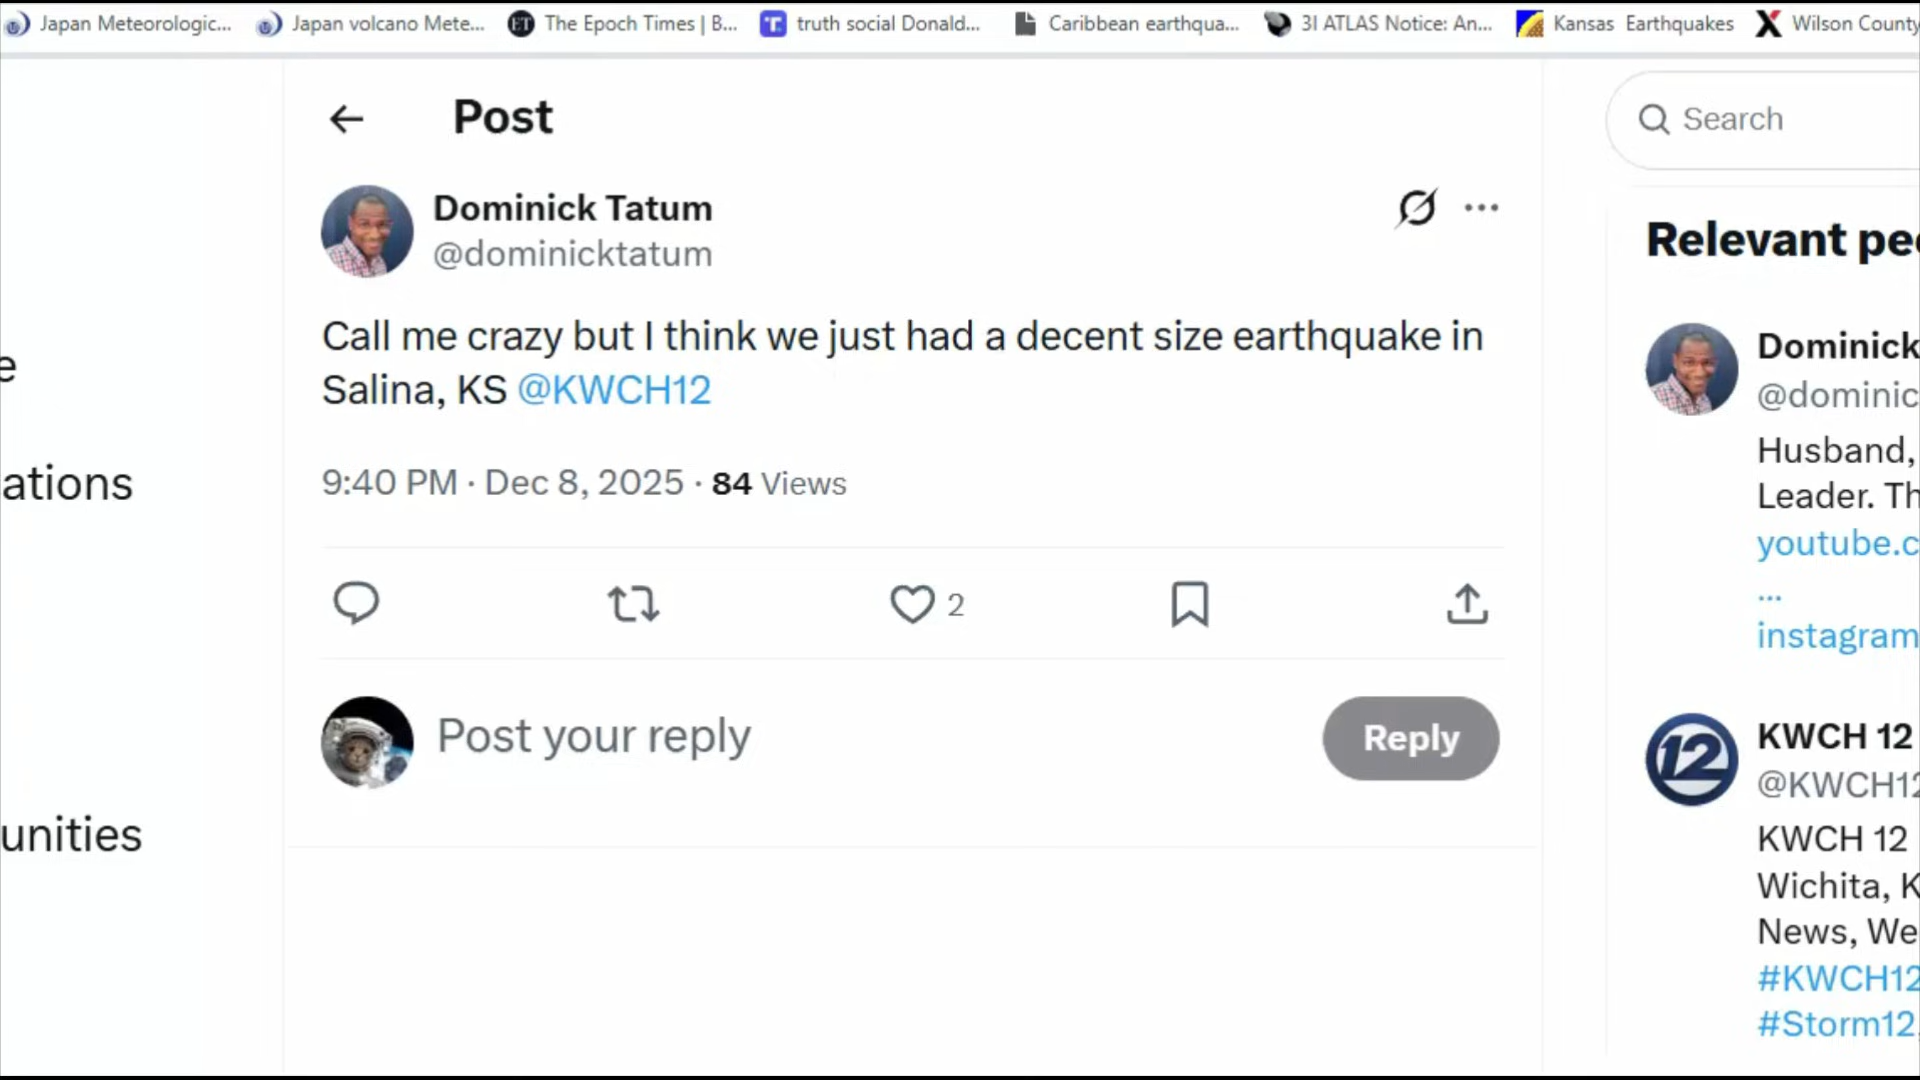 Japan Meteorologic... Japan volcano Mete... The Epoch Times | B... truth social Donald... Caribbean earthqua... 3I ATLAS Notice: An... Kansas Earthquakes Wilson County
Post
Search
Dominick Tatum
@dominicktatum
Call me crazy but I think we just had a decent size earthquake in
Salina, KS @KWCH12
9:40 PM · Dec 8, 2025 · 84 Views
2
Post your reply
Reply
e
ations
unities
Relevant pe
Dominick
@dominic
Husband,
Leader. Th
youtube.c
...
instagram
12
KWCH 12
@KWCH12
KWCH 12
Wichita, K
News, We
#KWCH12
#Storm12